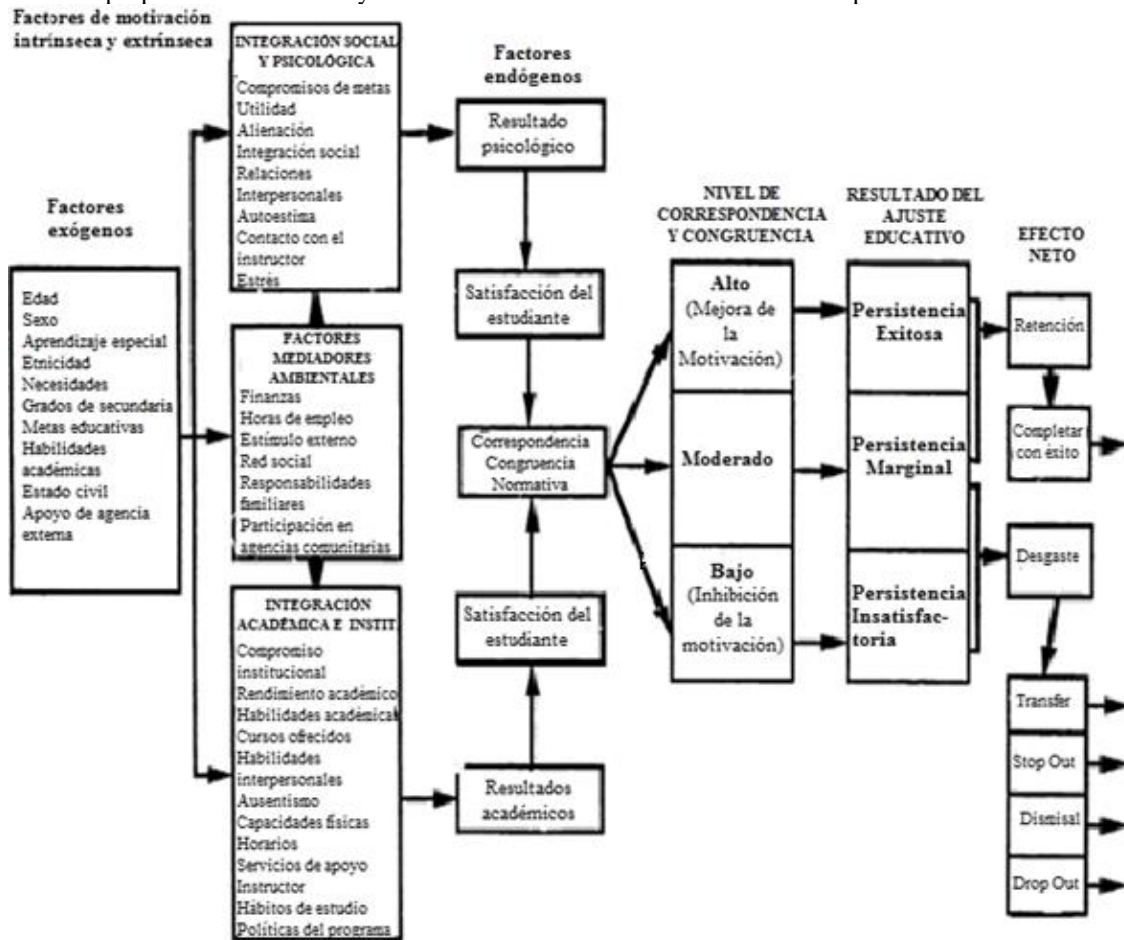 Factores de motivación
intrínseca y extrínseca
INTEGRACIÓN SOCIAL
Y PSICOLÓGICA
Compromisos de metas
Utilidad
Alienación
Integración social
Relaciones
Interpersonales
Autoestima
Contacto con el
instructor
Estrès
Factores
exógenos
Edad
Sexo
Aprendizaje especial
Etnicidad
Necesidades
Grados de secundaria
Metas educativas
Habilidades
académicas
Estado civil
Apoyo de agencia
externa
FACTORES
MEDIADORES
AMBIENTALES
Finanzas
Horas de empleo
Estímulo externo
Red social
Responsabilidades
familiares
Participación en
agencias comunitarias
INTEGRACIÓN
ACADÉMICA E INSTIT.
Compromiso
institucional
Rendimiento académico
Habilidades académicas
Cursos ofrecidos
Habilidades
interpersonales
Ausentismo
Capacidades físicas
Horarios
Servicios de apoyo
Instructor
Hábitos de estudio
Políticas del programa
Factores
endógenos
Resultado
psicológico
Satisfacción del
estudiante
Correspondencia
Congruencia
Normativa
Satisfacción del
estudiante
Resultados
académicos
NIVEL DE
CORRESPONDENCIA
Y CONGRUENCIA
Alto
(Mejora de
la
Motivación)
Moderado
Bajo
(Inhibición
de la
motivación)
RESULTADO DEL
AJUSTE
EDUCATIVO
Persistencia
Exitosa
Persistencia
Marginal
Persistencia
Insatisfac-
toria
EFECTO
NETO
Retención
Completar
con éxito
Desgaste
Transfer
Stop Out
Dismisal
Drop Out